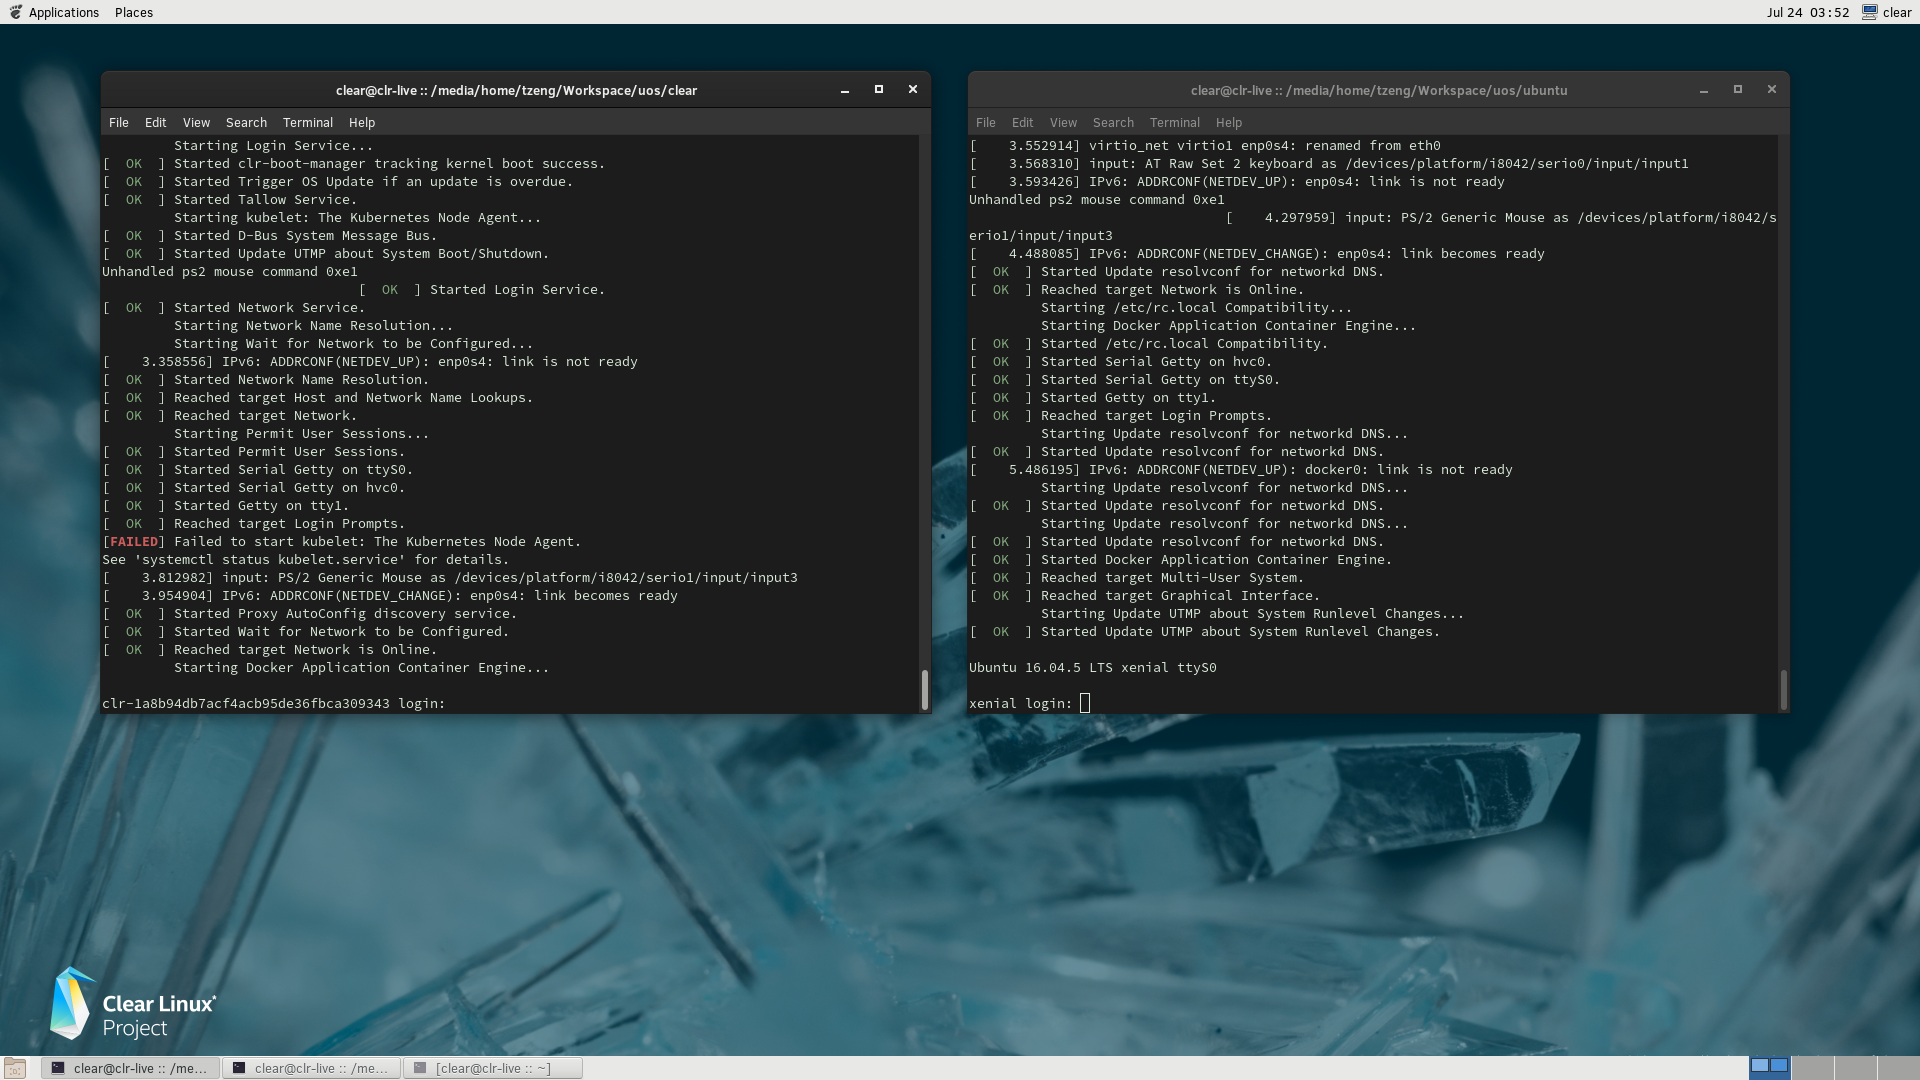 Applications Places
Jul 24 03:52 clear
clear@clr-live :: /media/home/tzeng/Workspace/uos/clear
File Edit View Search Terminal Help
Starting Login Service...
[ OK ] Started clr-boot-manager tracking kernel boot success.
[ OK ] Started Trigger OS Update if an update is overdue.
[ OK ] Started Tallow Service.
Starting kubelet: The Kubernetes Node Agent...
[ OK ] Started D-Bus System Message Bus.
[ OK ] Started Update UTMP about System Boot/Shutdown.
Unhandled ps2 mouse command 0xe1
[ OK ] Started Login Service.
[ OK ] Started Network Service.
Starting Network Name Resolution...
Starting Wait for Network to be Configured...
[ 3.358556] IPv6: ADDRCONF(NETDEV_UP): enp0s4: link is not ready
[ OK ] Started Network Name Resolution.
[ OK ] Reached target Host and Network Name Lookups.
[ OK ] Reached target Network.
Starting Permit User Sessions...
[ OK ] Started Permit User Sessions.
[ OK ] Started Serial Getty on ttyS0.
[ OK ] Started Serial Getty on hvc0.
[ OK ] Started Getty on tty1.
[ OK ] Reached target Login Prompts.
[FAILED] Failed to start kubelet: The Kubernetes Node Agent.
See 'systemctl status kubelet.service' for details.
[ 3.812982] input: PS/2 Generic Mouse as /devices/platform/i8042/serio1/input/input3
[ 3.954904] IPv6: ADDRCONF(NETDEV_CHANGE): enp0s4: link becomes ready
[ OK ] Started Proxy AutoConfig discovery service.
[ OK ] Started Wait for Network to be Configured.
[ OK ] Reached target Network is Online.
Starting Docker Application Container Engine...
clr-1a8b94db7acf4acb95de36fbca309343 login:
clear@clr-live :: /media/home/tzeng/Workspace/uos/ubuntu
File Edit View Search Terminal Help
[ 3.552914] virtio_net virtio1 enp0s4: renamed from eth0
[ 3.568310] input: AT Raw Set 2 keyboard as /devices/platform/i8042/serio0/input/input1
[ 3.593426] IPv6: ADDRCONF(NETDEV_UP): enp0s4: link is not ready
Unhandled ps2 mouse command 0xe1
[ 4.297959] input: PS/2 Generic Mouse as /devices/platform/i8042/s
erio1/input/input3
[ 4.488085] IPv6: ADDRCONF(NETDEV_CHANGE): enp0s4: link becomes ready
[ OK ] Started Update resolvconf for networkd DNS.
[ OK ] Reached target Network is Online.
Starting /etc/rc.local Compatibility...
Starting Docker Application Container Engine...
[ OK ] Started /etc/rc.local Compatibility.
[ OK ] Started Serial Getty on hvc0.
[ OK ] Started Serial Getty on ttyS0.
[ OK ] Started Getty on tty1.
[ OK ] Reached target Login Prompts.
Starting Update resolvconf for networkd DNS...
[ OK ] Started Update resolvconf for networkd DNS.
[ 5.486195] IPv6: ADDRCONF(NETDEV_UP): docker0: link is not ready
Starting Update resolvconf for networkd DNS...
[ OK ] Started Update resolvconf for networkd DNS.
Starting Update resolvconf for networkd DNS...
[ OK ] Started Update resolvconf for networkd DNS.
[ OK ] Started Docker Application Container Engine.
[ OK ] Reached target Multi-User System.
[ OK ] Reached target Graphical Interface.
Starting Update UTMP about System Runlevel Changes...
[ OK ] Started Update UTMP about System Runlevel Changes.
Ubuntu 16.04.5 LTS xenial ttyS0
xenial login:
Clear Linux*
Project
clear@clr-live :: /me...
clear@clr-live :: /me...
[clear@clr-live :: ~]